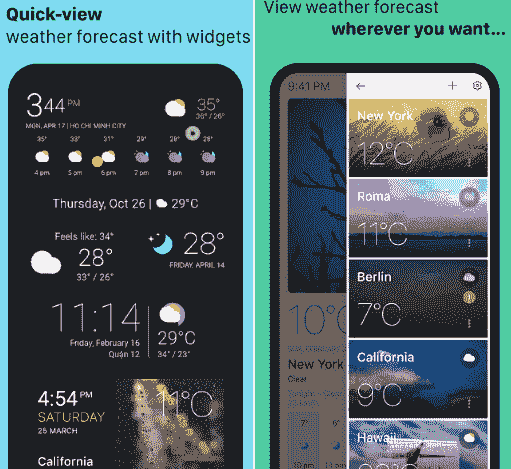 Quick-view
weather forecast with widgets
3 44 PM
35°
MON, APR 17 | HO CHI MINH CITY
36° / 26°
35° 33° 31° 29°
4 pm 5 pm 6 pm 7 pm 8 pm 9 pm
Thursday, Oct 26 | 29°C
Feels like: 34°
28°
33° / 26°
28°
FRIDAY, APRIL 14
11:14
Friday, February 16
Quận 12
29°C
34° / 23°
4:54 PM
SATURDAY
25 MARCH
California
11°C
View weather forecast
wherever you want...
9:41 PM
New York
12°C
Roma
11°C
Berlin
7°C
California
9°C
Hawaii
10°C
New York
Clear
7° 6°